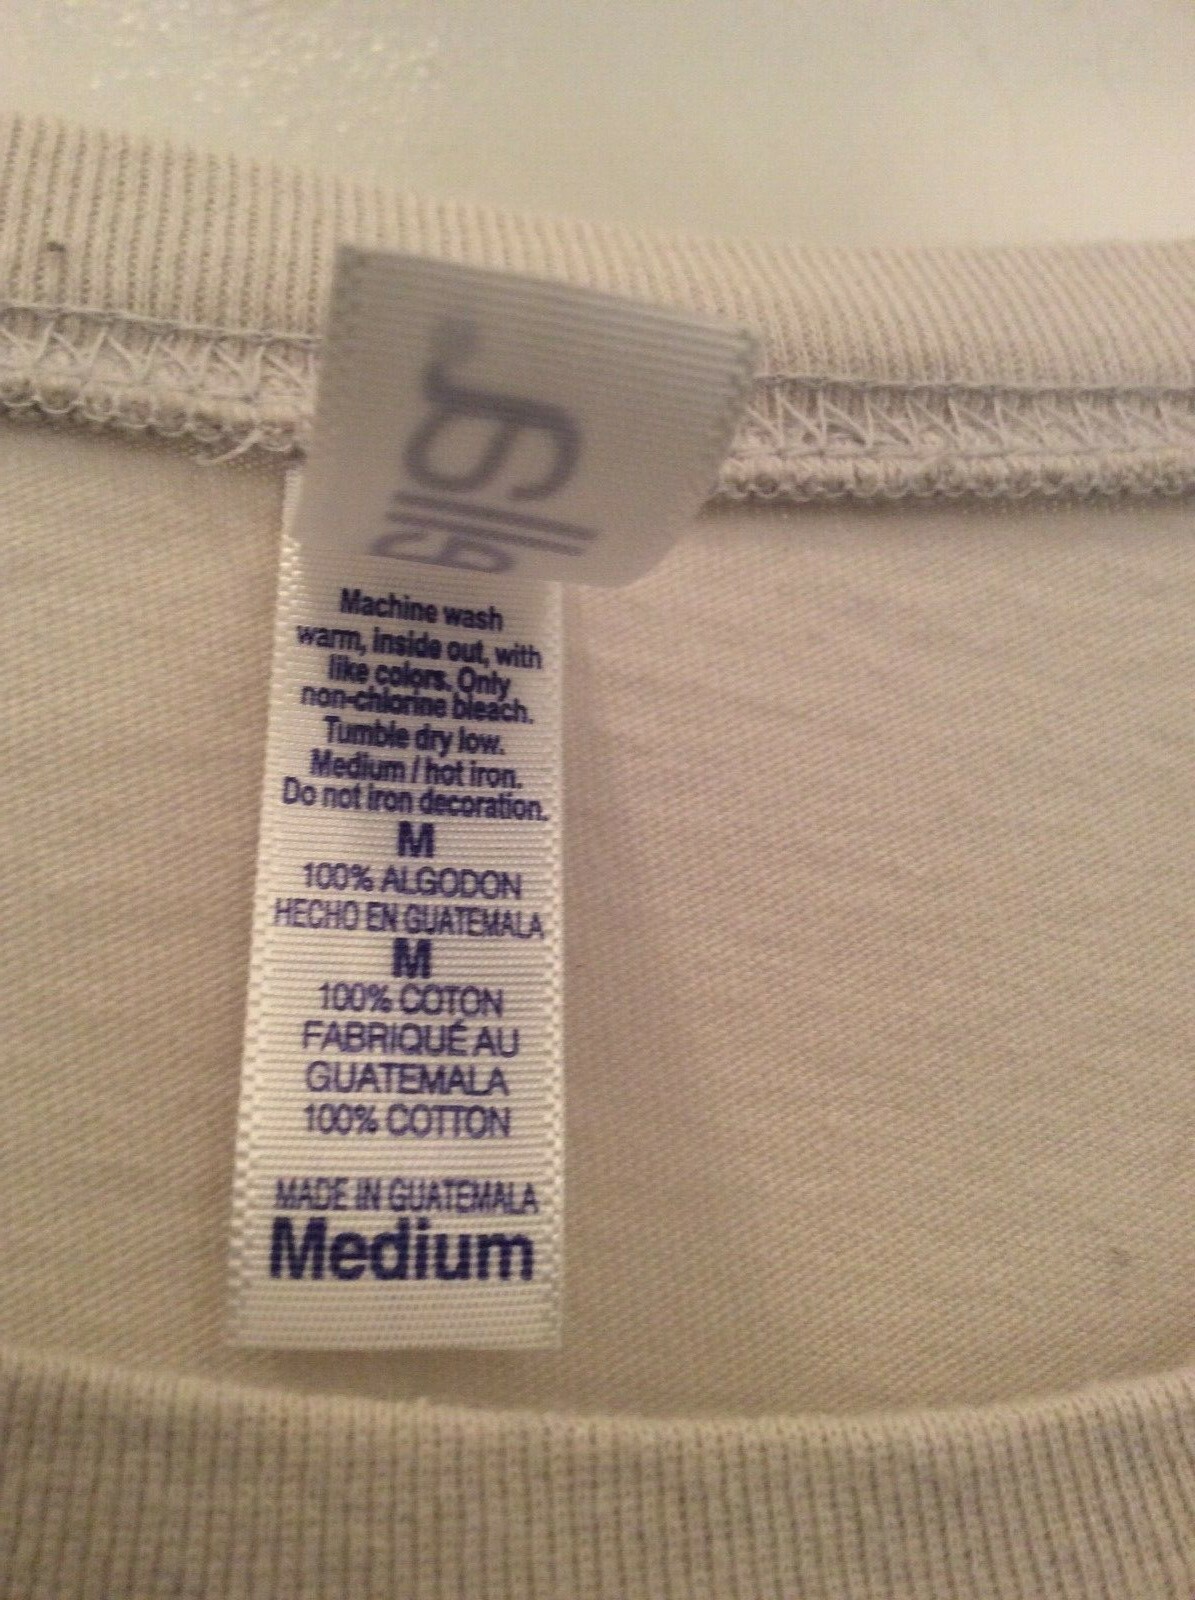 Machine wash
warm, inside out, with
like colors. Only
non-chlorine bleach.
Tumble dry low.
Medium / hot iron.
Do not iron decoration.
M
100% ALGODON
HECHO EN GUATEMALA
M
100% COTON
FABRIQUÉ AU
GUATEMALA
100% COTTON
MADE IN GUATEMALA
Medium